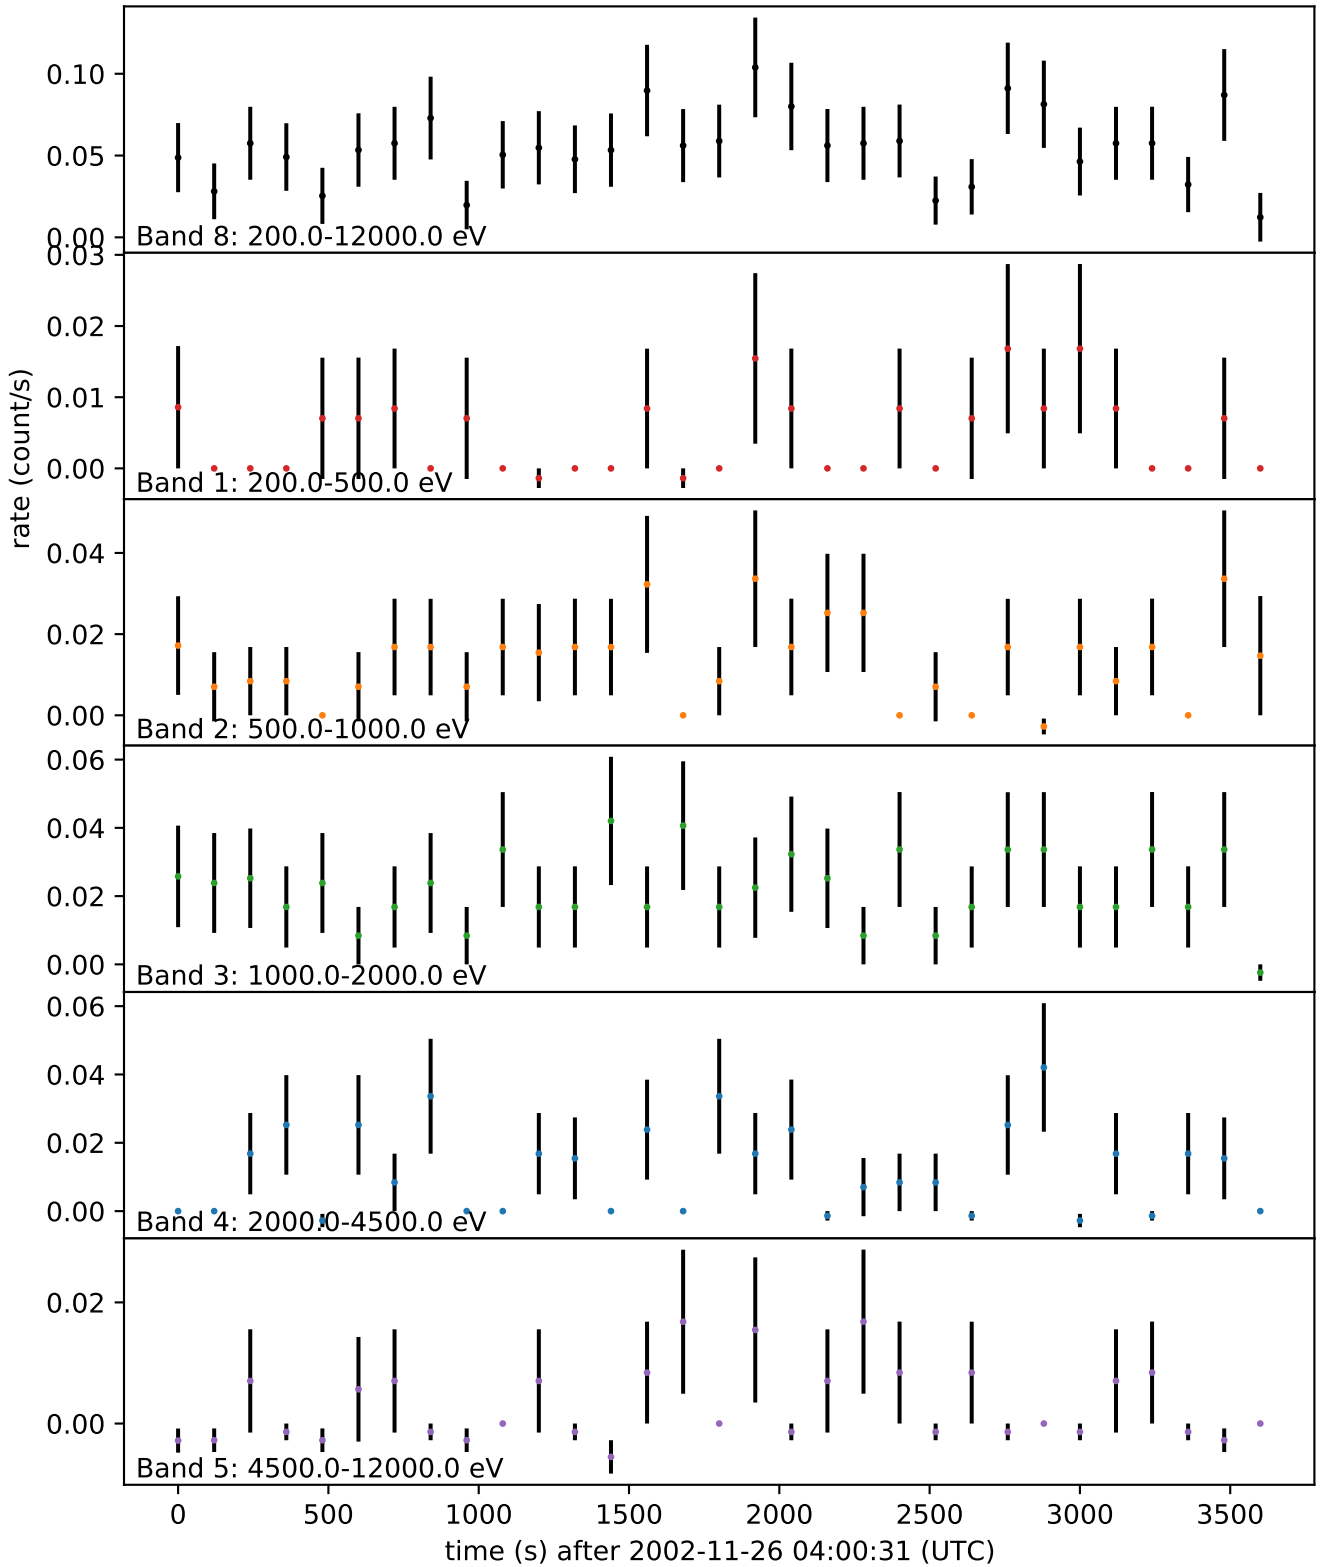 0.10
0.05
0.00
Band 8: 200.0-12000.0 eV
0.03
0.02
0.01
0.00
Band 1: 200.0-500.0 eV
rate (count/s)
0.04
0.02
0.00
Band 2: 500.0-1000.0 eV
0.06
0.04
0.02
0.00
Band 3: 1000.0-2000.0 eV
0.06
0.04
0.02
0.00
Band 4: 2000.0-4500.0 eV
0.02
0.00
Band 5: 4500.0-12000.0 eV
0 500 1000 1500 2000 2500 3000 3500
time (s) after 2002-11-26 04:00:31 (UTC)